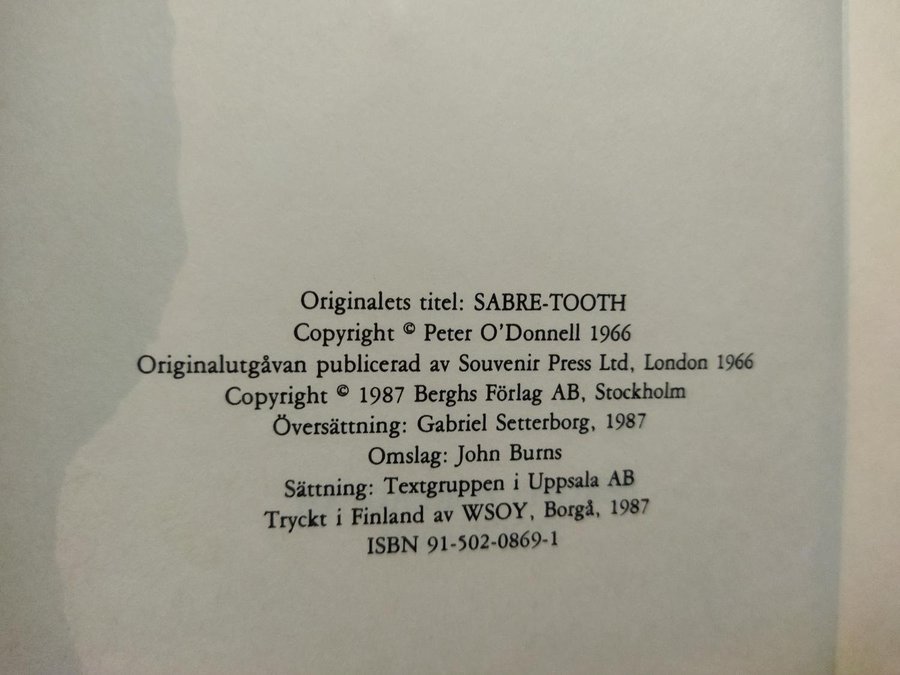 Originalets titel: SABRE-TOOTH
Copyright © Peter O'Donnell 1966
Originalutgåvan publicerad av Souvenir Press Ltd, London 1966
Copyright © 1987 Berghs Förlag AB, Stockholm
Översättning: Gabriel Setterborg, 1987
Omslag: John Burns
Sättning: Textgruppen i Uppsala AB
Tryckt i Finland av WSOY, Borgå, 1987
ISBN 91-502-0869-1